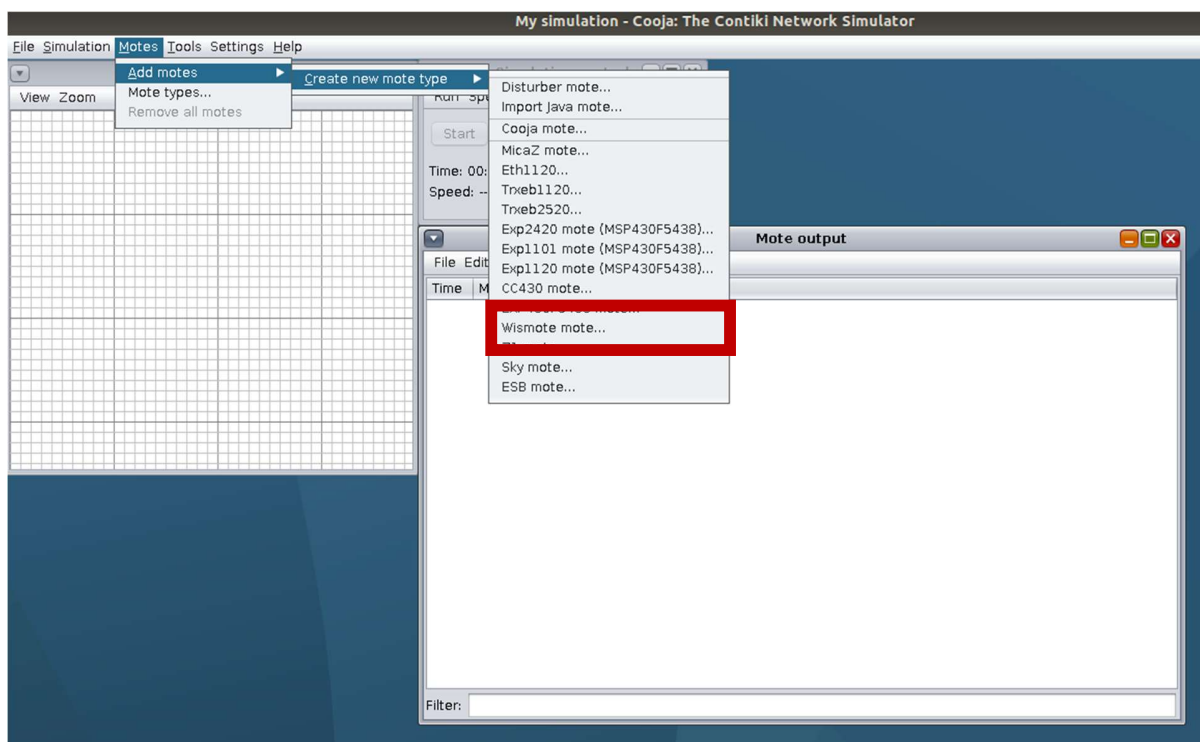 My simulation - Cooja: The Contiki Network Simulator
File Simulation Motes Tools Settings Help
View Zoom
Add motes
Mote types...
Remove all motes
Create new mote type
Disturber mote...
Import Java mote...
Cooja mote...
MicaZ mote...
Eth1120...
Trxeb1120...
Trxeb2520...
Exp2420 mote (MSP430F5438)...
Exp1101 mote (MSP430F5438)...
Exp1120 mote (MSP430F5438)...
CC430 mote...
Wismote mote...
Sky mote...
ESB mote...
Run
Start
Time: 00:
Speed: --
Mote output
File Edit
Time M
Filter: